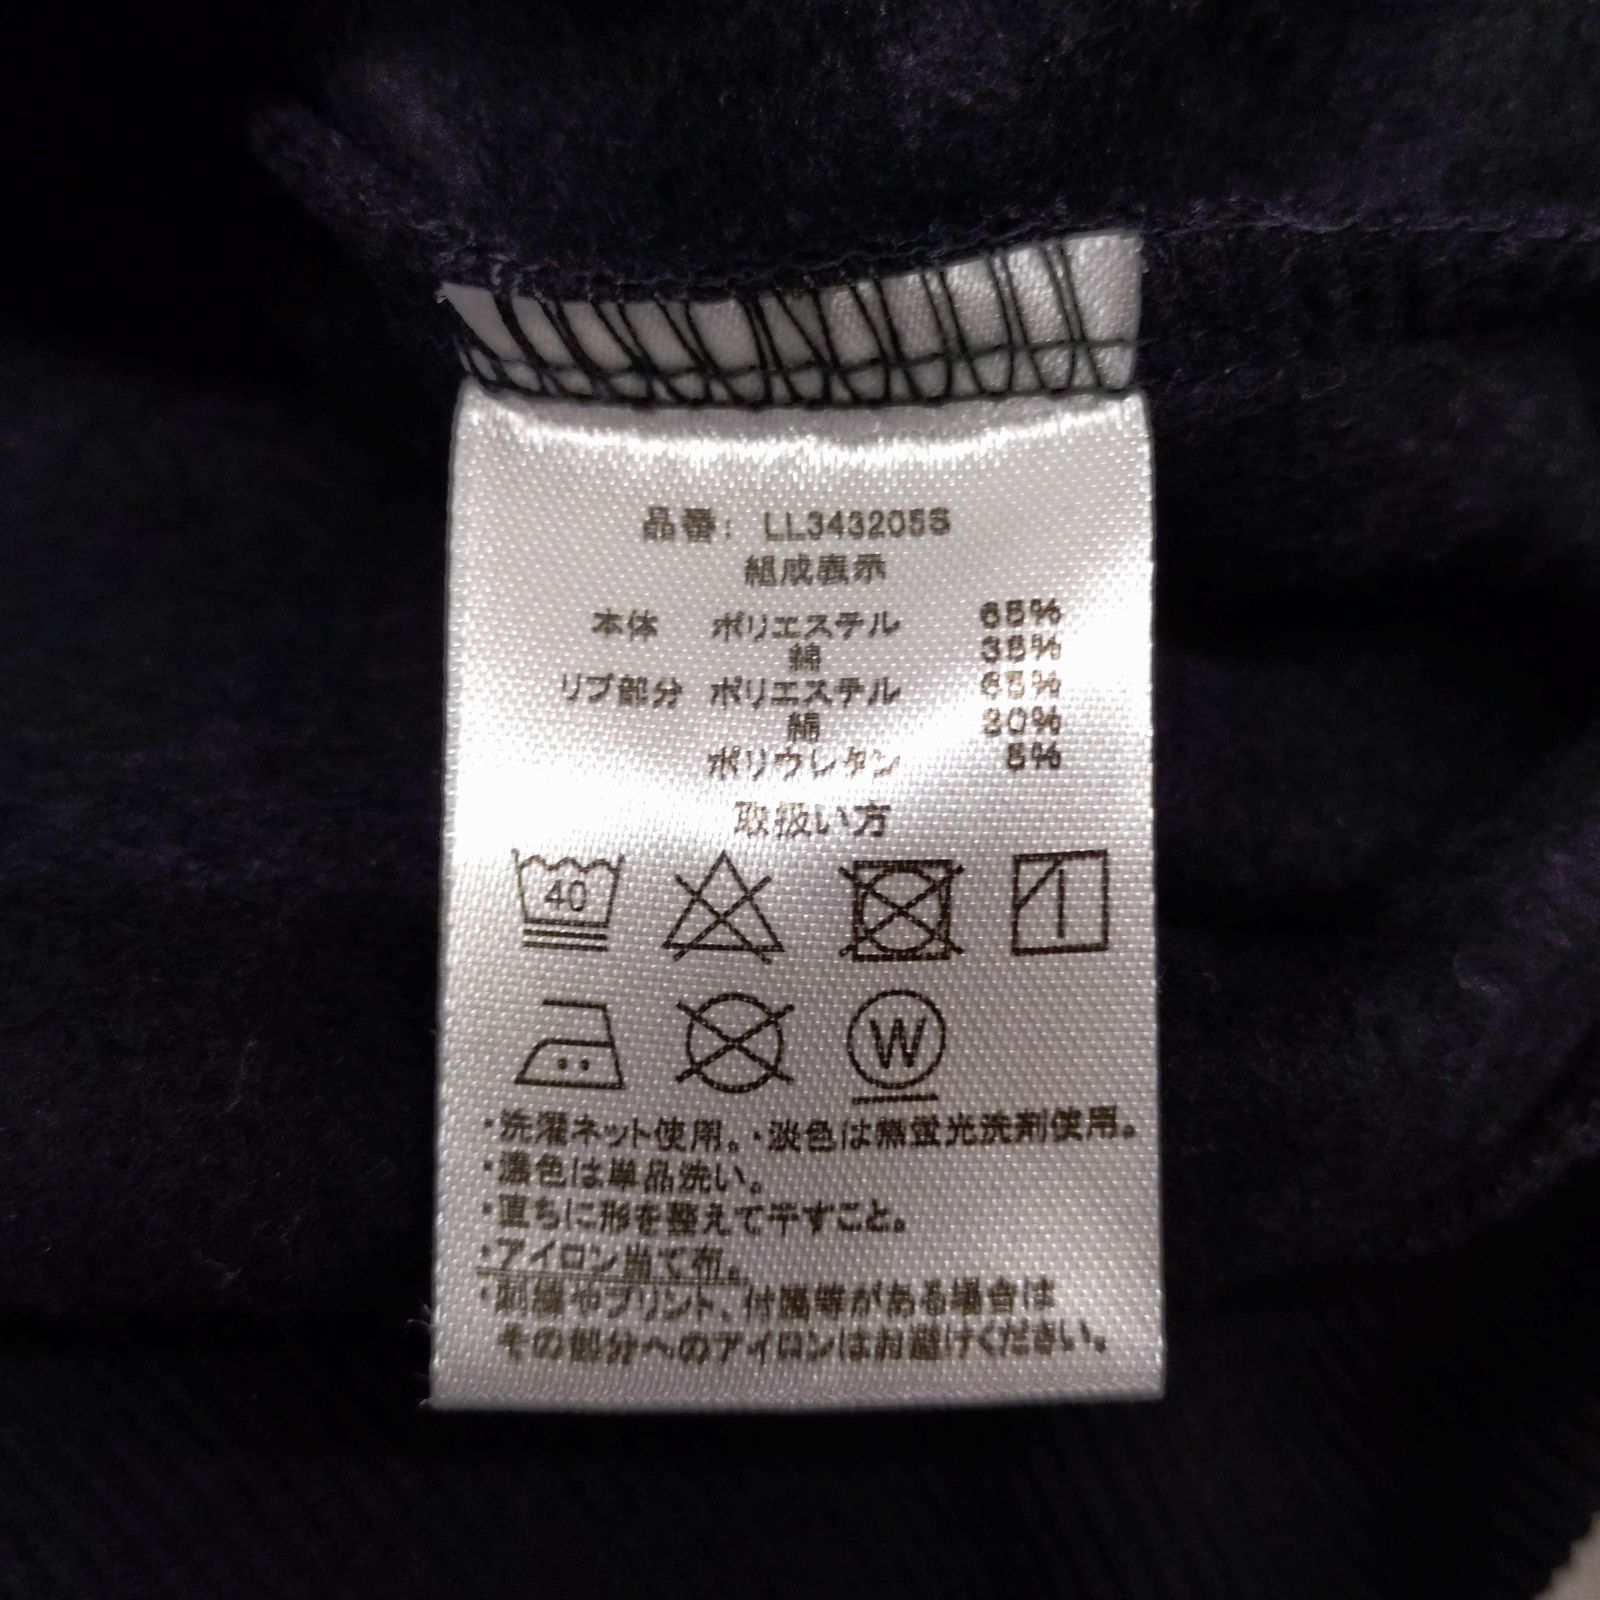 品番: LL343205S
組成表示
本体 ポリエステル 65%
綿 35%
リブ部分 ポリエステル 65%
綿 30%
ポリウレタン 5%
取扱い方
40
W
・洗濯ネット使用。・淡色は無蛍光洗剤使用。
・濃色は単品洗い。
・直ちに形を整えて干すこと。
・アイロン当て布。
・刺繍やプリント、付属等がある場合は
その部分へのアイロンはお避けください。